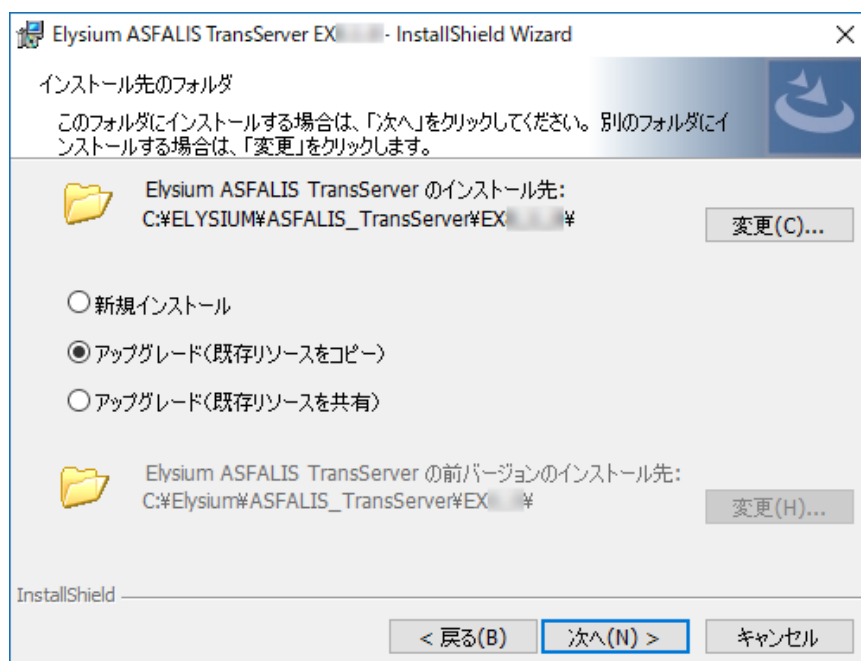 Elysium ASFALIS TransServer EX - InstallShield Wizard
インストール先のフォルダ
このフォルダにインストールする場合は、「次へ」をクリックしてください。別のフォルダにイ
ンストールする場合は、「変更」をクリックします。
Elysium ASFALIS TransServer のインストール先:
C:¥ELYSIUM¥ASFALIS_TransServer¥EX ¥
変更(C)...
新規インストール
アップグレード(既存リソースをコピー)
アップグレード(既存リソースを共有)
Elysium ASFALIS TransServer の前バージョンのインストール先:
C:¥Elysium¥ASFALIS_TransServer¥EX ¥
変更(H)...
InstallShield
< 戻る(B)
次へ(N) >
キャンセル